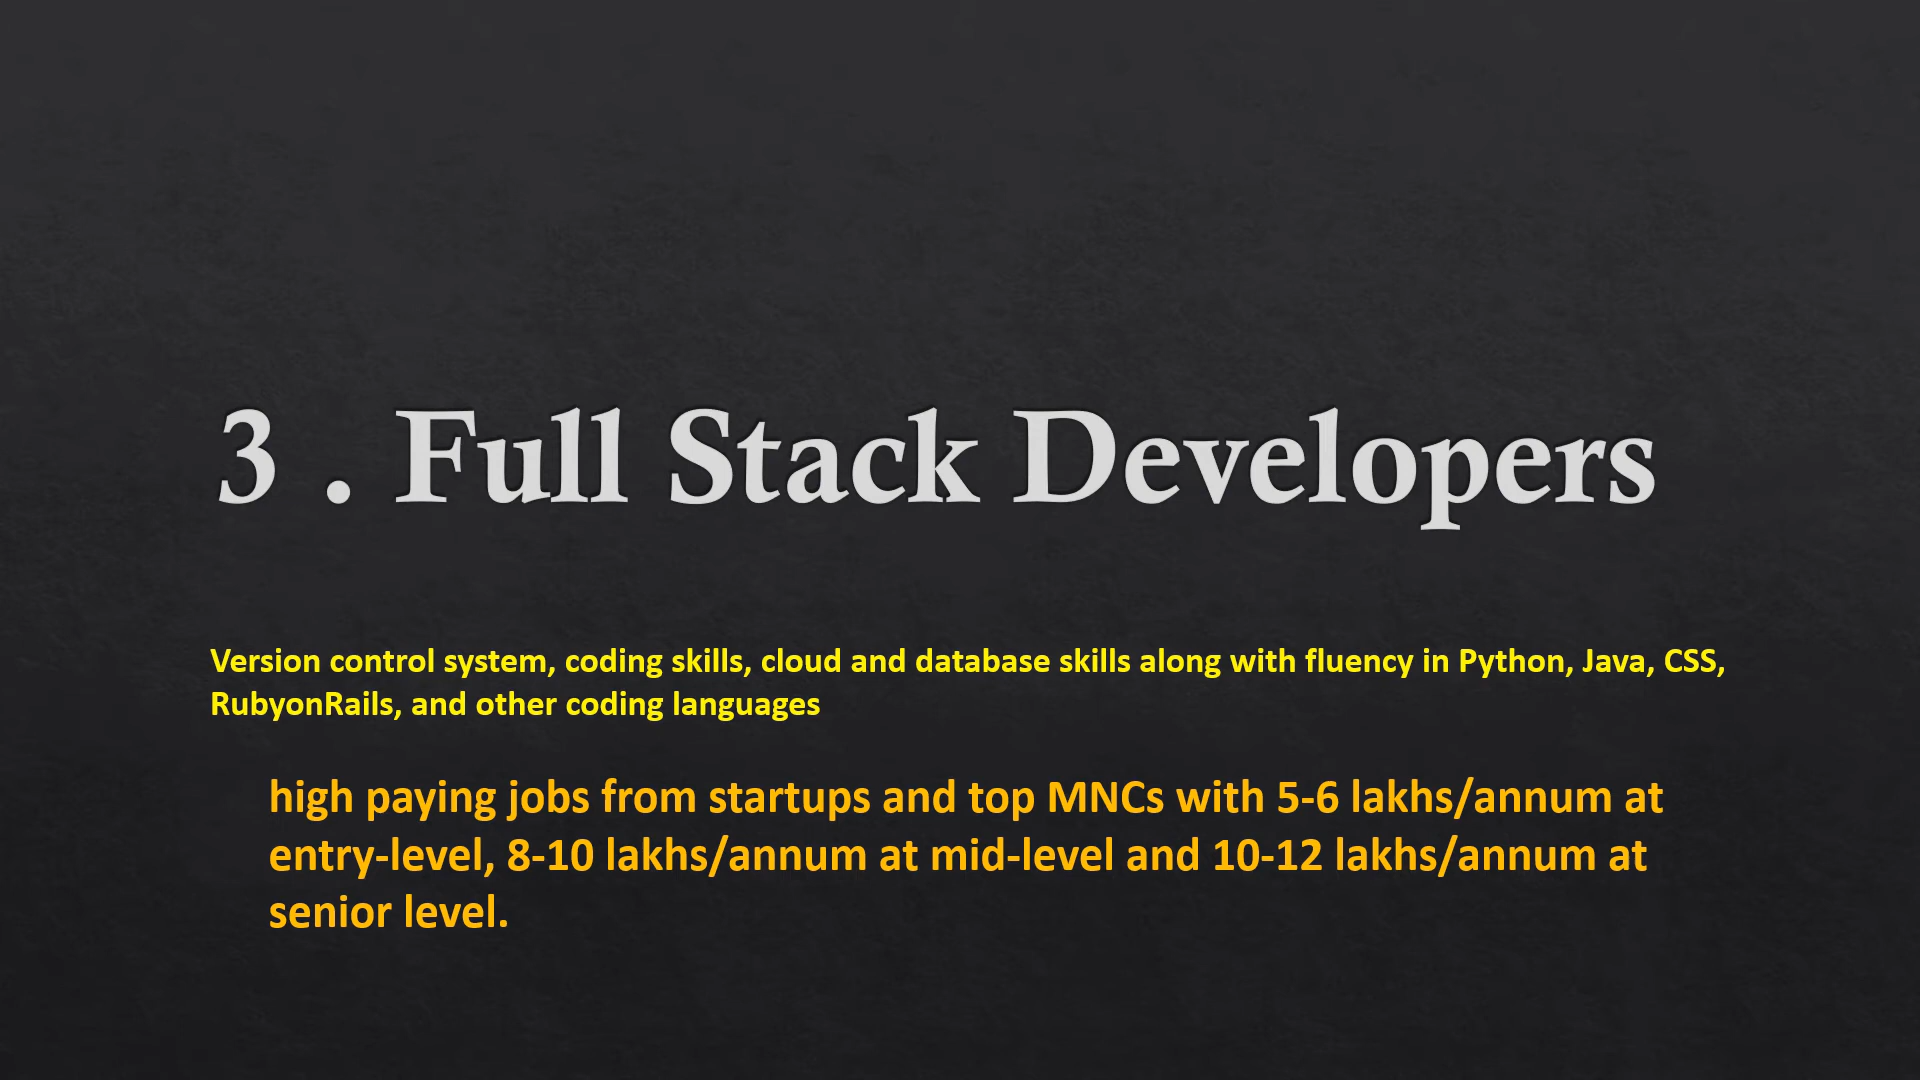 3 . Full Stack Developers
Version control system, coding skills, cloud and database skills along with fluency in Python, Java, CSS,
RubyonRails, and other coding languages
high paying jobs from startups and top MNCs with 5-6 lakhs/annum at
entry-level, 8-10 lakhs/annum at mid-level and 10-12 lakhs/annum at
senior level.